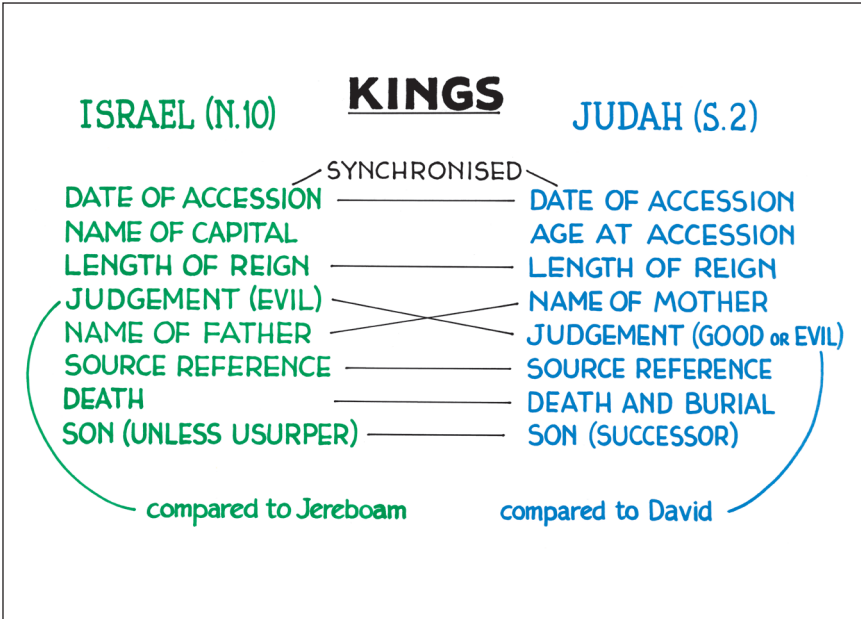 KINGS
ISRAEL (N.10)
JUDAH (S.2)
SYNCHRONISED
DATE OF ACCESSION
DATE OF ACCESSION
NAME OF CAPITAL
AGE AT ACCESSION
LENGTH OF REIGN
LENGTH OF REIGN
JUDGEMENT (EVIL)
NAME OF MOTHER
NAME OF FATHER
JUDGEMENT (GOOD OR EVIL)
SOURCE REFERENCE
SOURCE REFERENCE
DEATH
DEATH AND BURIAL
SON (UNLESS USURPER)
SON (SUCCESSOR)
compared to Jereboam
compared to David